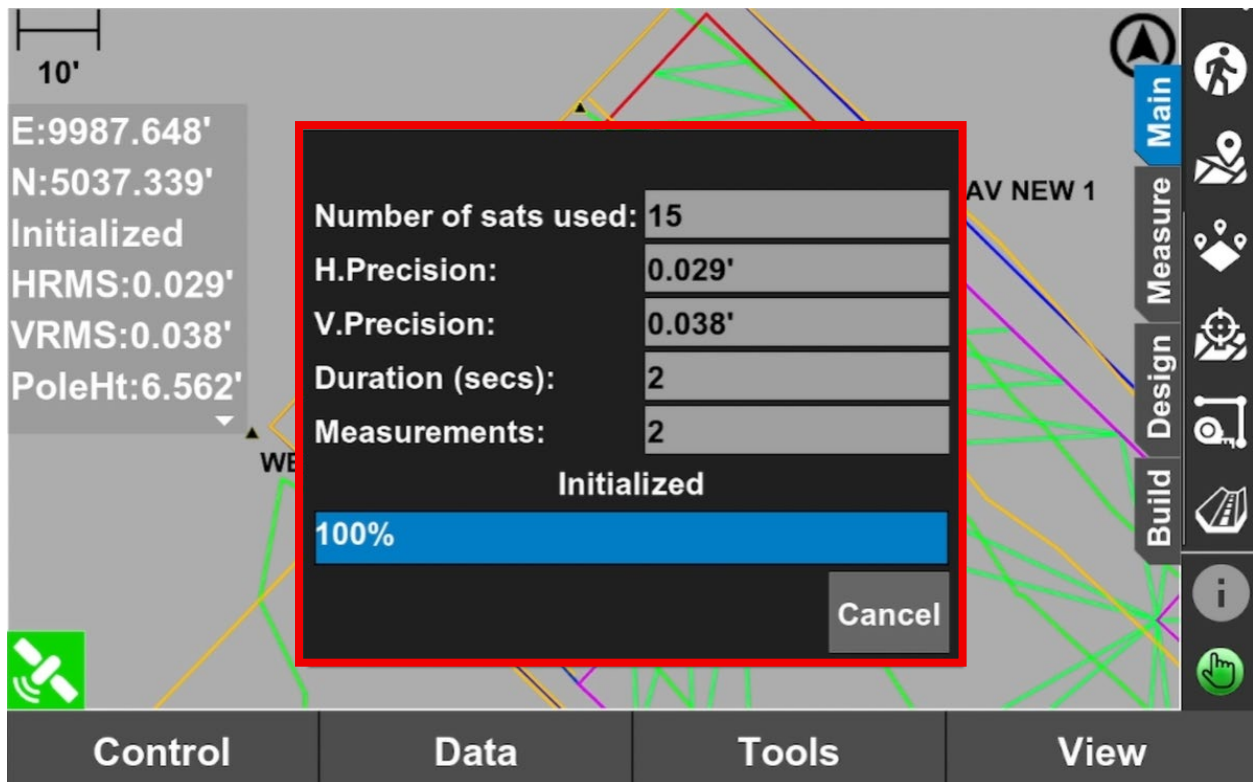 10'
E:9987.648'
N:5037.339'
Initialized
HRMS:0.029'
VRMS:0.038'
PoleHt:6.562'
AV NEW 1
WE
Number of sats used: 15
H.Precision: 0.029'
V.Precision: 0.038'
Duration (secs): 2
Measurements: 2
Initialized
100%
Cancel
Main
Measure
Design
Build
i
Control Data Tools View